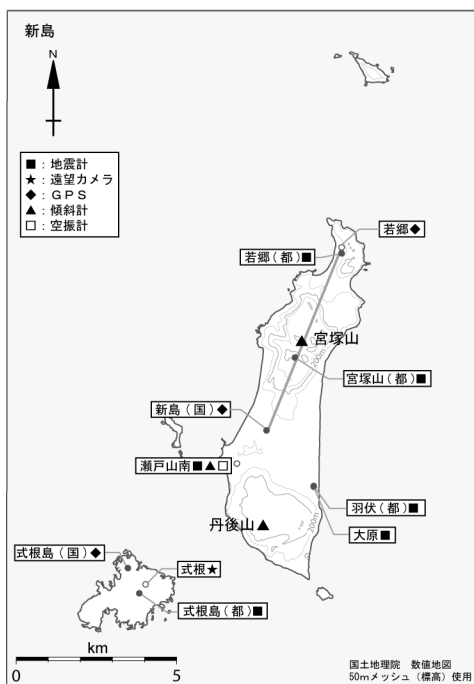 新島
N
■：地震計
★：遠望カメラ
◆：ＧＰＳ
▲：傾斜計
□：空振計
若郷◆
若郷（都）■
宮塚山
200m
宮塚山（都）■
新島（国）◆
瀬戸山南■▲□
羽伏（都）■
丹後山
200m
大原■
式根島（国）◆
式根★
式根島（都）■
km
0 5
国土地理院　数値地図
50mメッシュ（標高）使用